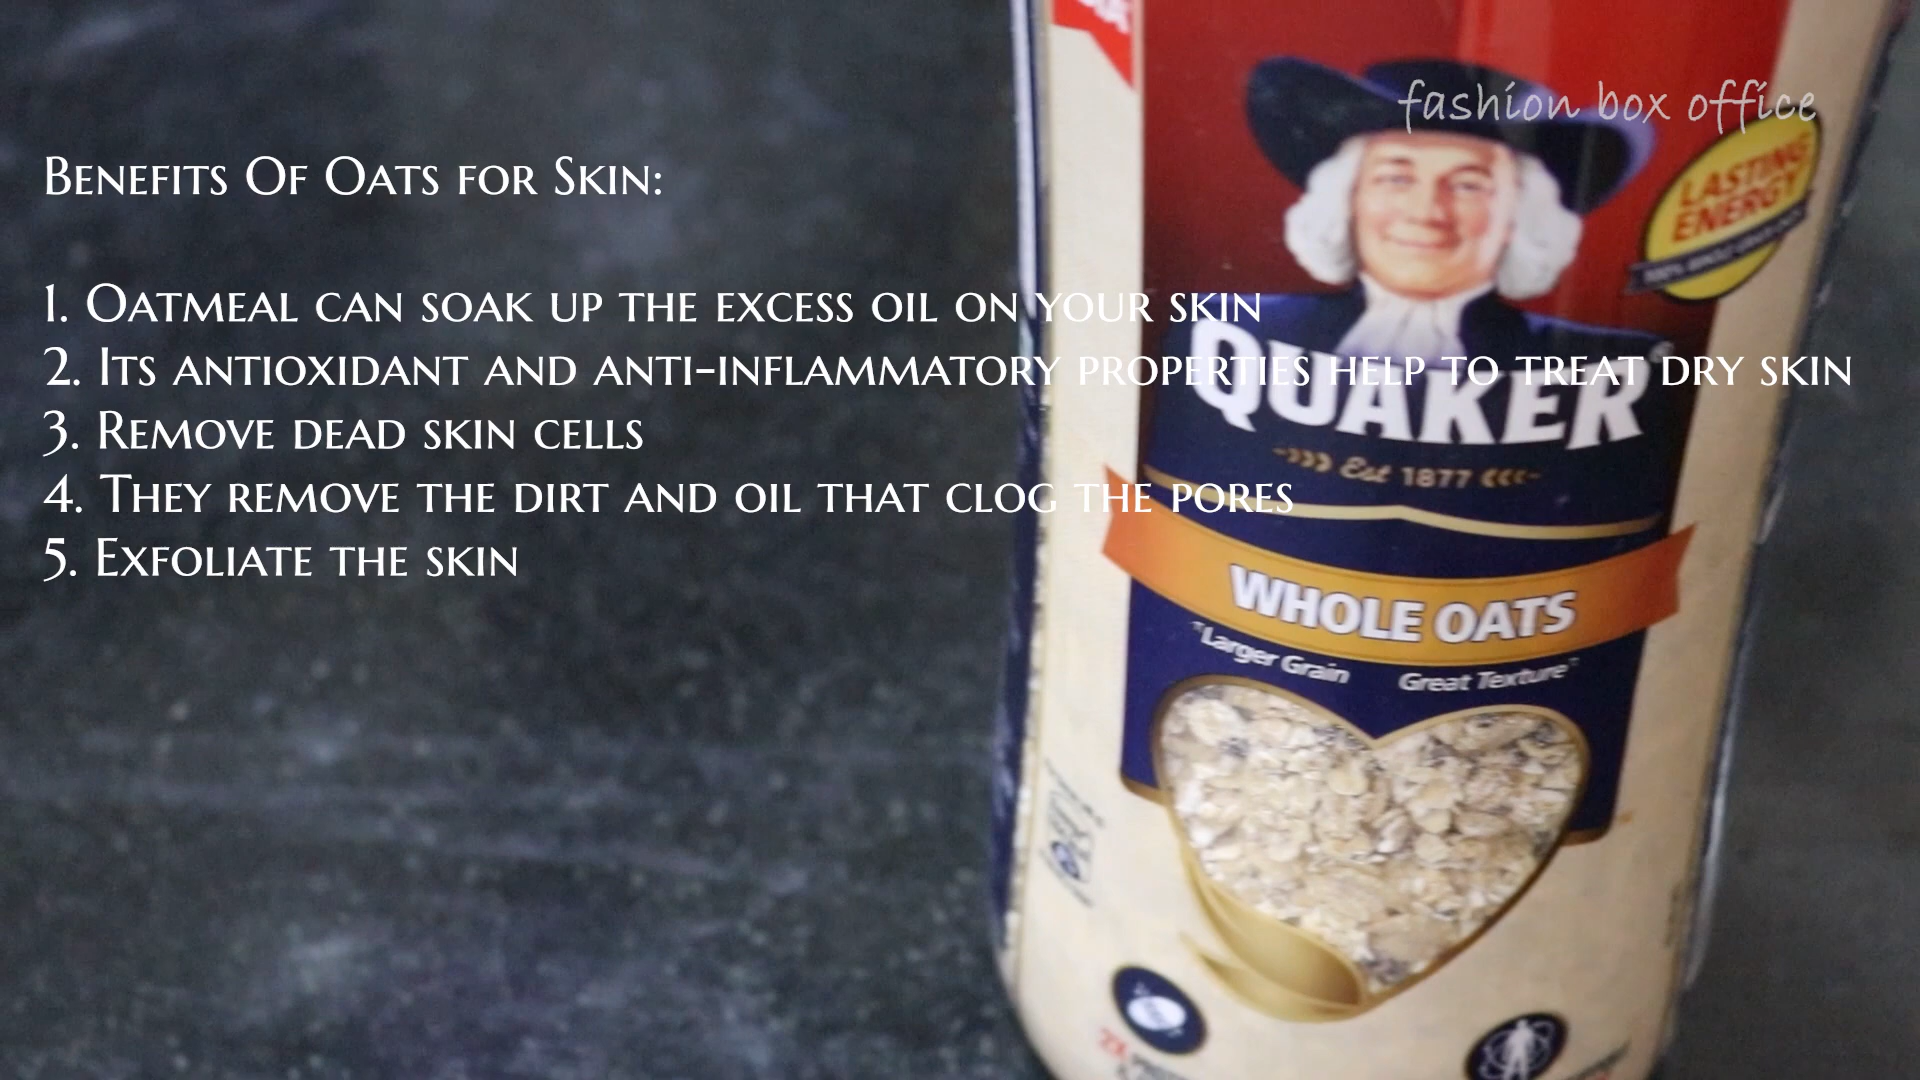 fashion box office
Benefits Of Oats for Skin:
1. Oatmeal can soak up the excess oil on your skin
2. Its antioxidant and anti-inflammatory properties help to treat dry skin
3. Remove dead skin cells
4. They remove the dirt and oil that clog the pores
5. Exfoliate the skin
LASTING
ENERGY
QUAKER
Est 1877
WHOLE OATS
"Larger Grain Great Texture"